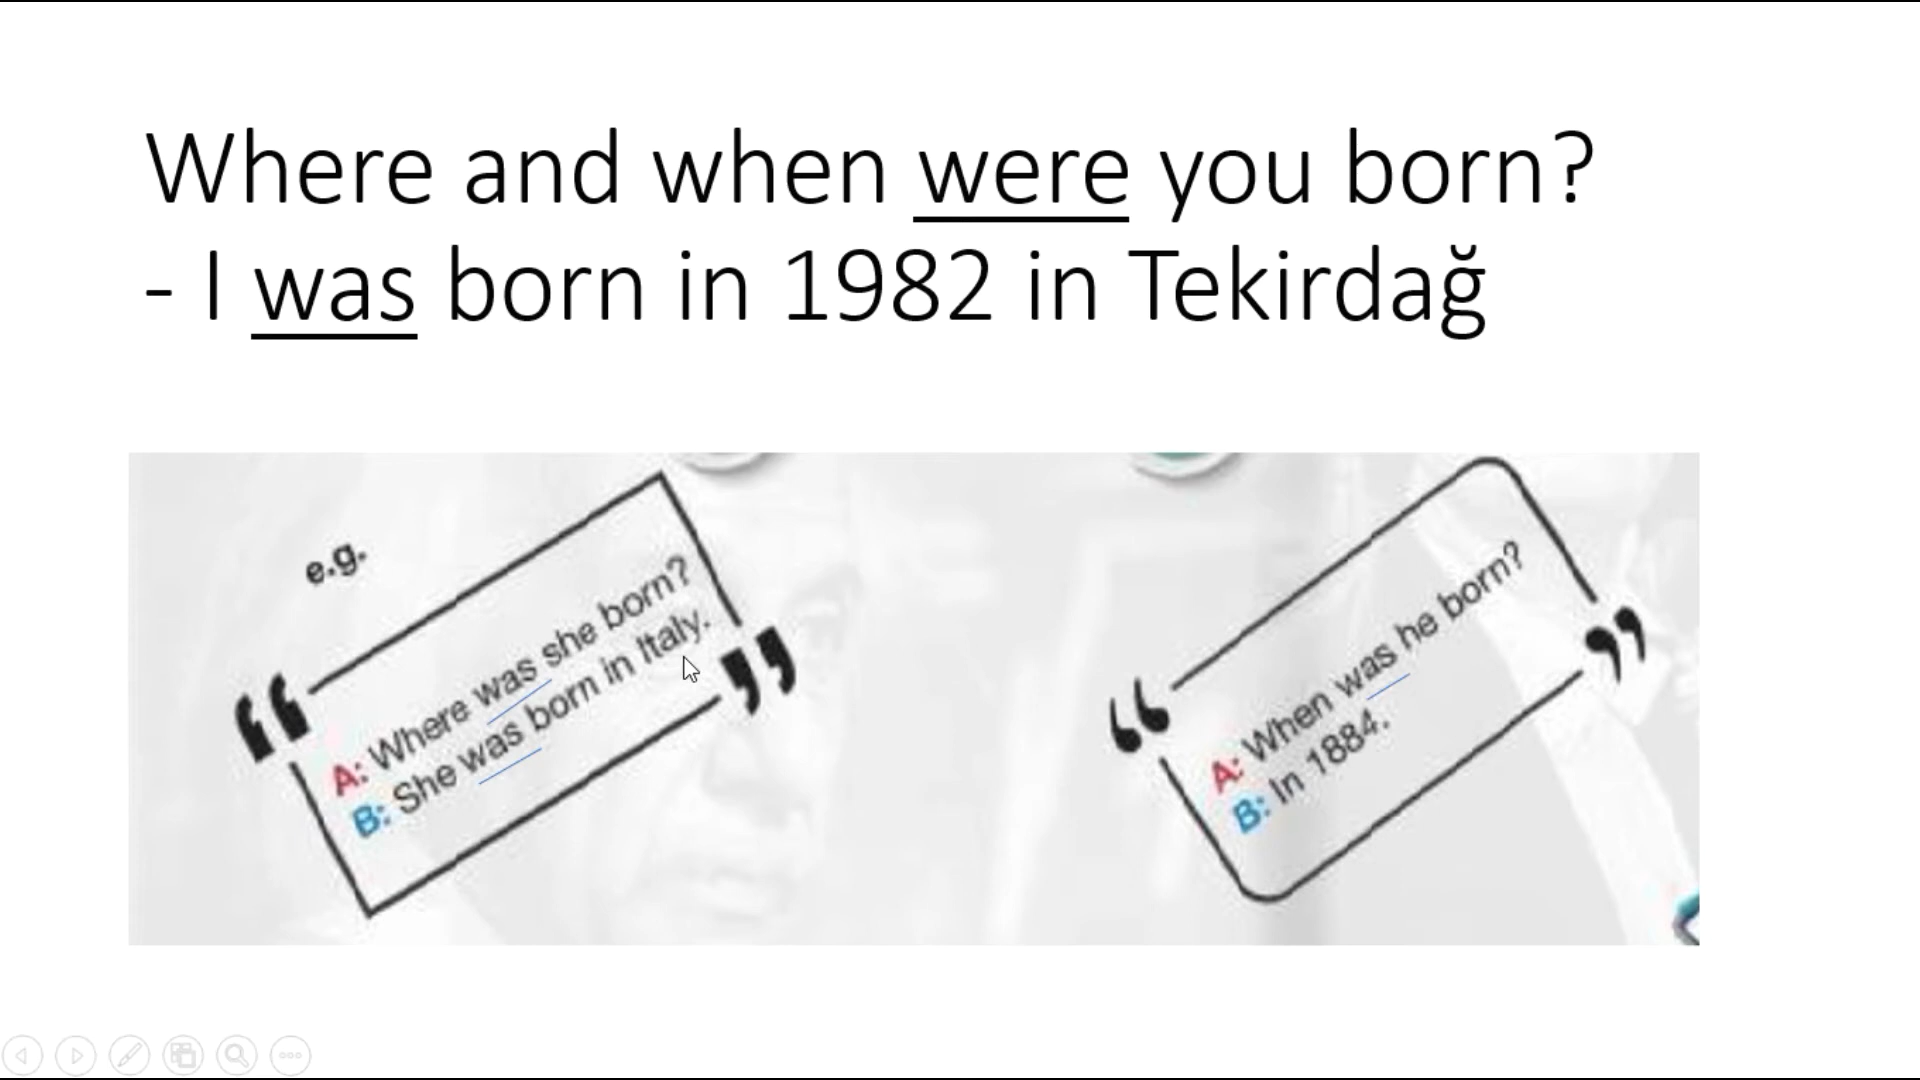 Where and when were you born?
- I was born in 1982 in Tekirdağ
e.g.
A: Where was she born?
B: She was born in Italy.
A: When was he born?
B: In 1884.